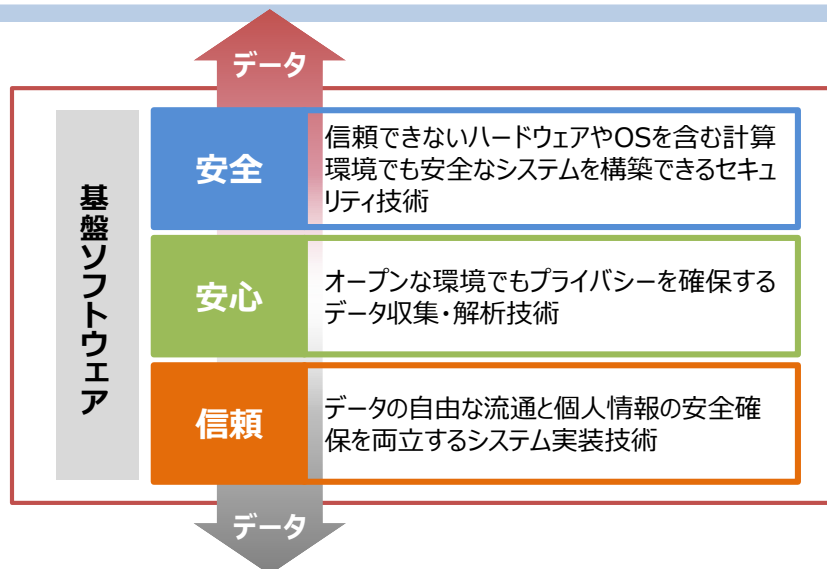 データ
基盤ソフトウェア
安全
信頼できないハードウェアやOSを含む計算
環境でも安全なシステムを構築できるセキュ
リティ技術
安心
オープンな環境でもプライバシーを確保する
データ収集・解析技術
信頼
データの自由な流通と個人情報の安全確
保を両立するシステム実装技術
データ